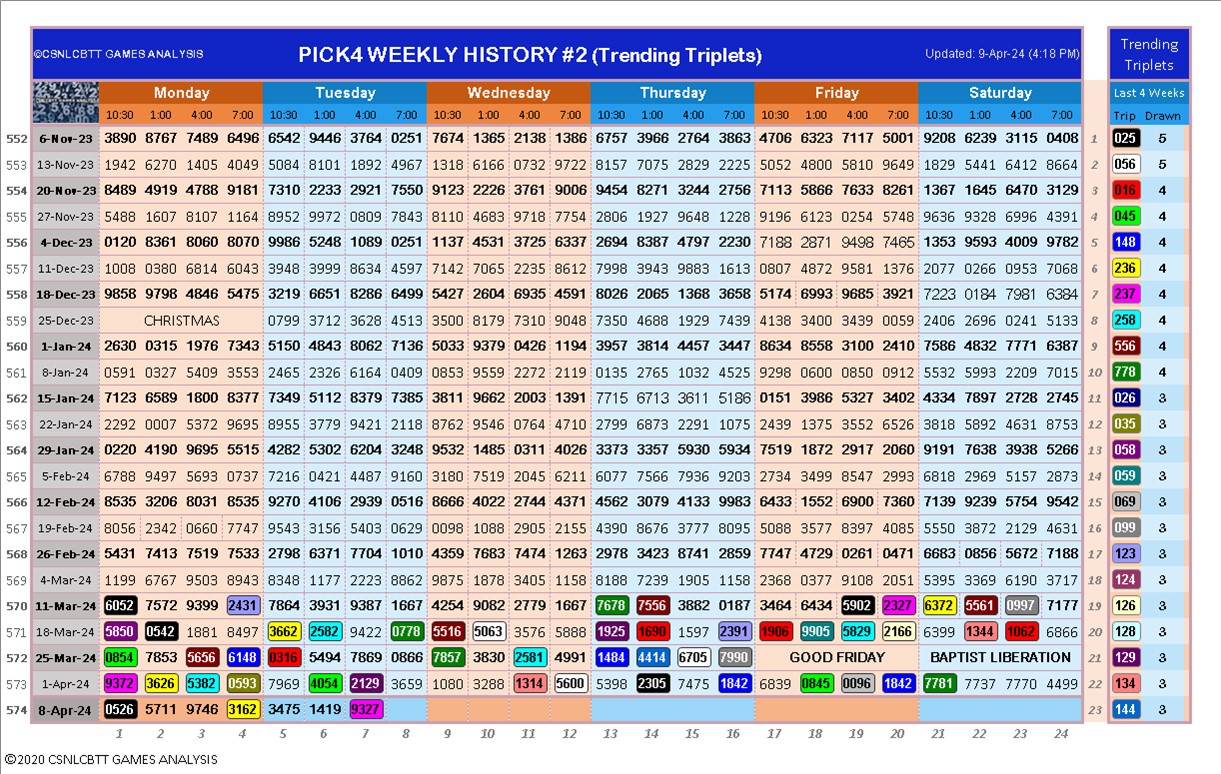 ©CSNLCBTT GAMES ANALYSIS PICK4 WEEKLY HISTORY #2 (Trending Triplets) Updated: 9-Apr-24 (4:18 PM) Trending Triplets
Monday Tuesday Wednesday Thursday Friday Saturday Last 4 Weeks
10:30 1:00 4:00 7:00 10:30 1:00 4:00 7:00 10:30 1:00 4:00 7:00 10:30 1:00 4:00 7:00 10:30 1:00 4:00 7:00 10:30 1:00 4:00 7:00 Trip Drawn
552 6-Nov-23 3890 8767 7489 6496 6542 9446 3764 0251 7674 1365 2138 1386 6757 3966 2764 3863 4706 6323 7117 5001 9208 6239 3115 0408 1 025 5
553 13-Nov-23 1942 6270 1405 4049 5084 8101 1892 4967 1318 6166 0732 9722 8157 7075 2820 2225 5052 4800 5810 9649 1829 5441 6412 8664 2 056 5
554 20-Nov-23 8489 4919 4788 9181 7310 2233 2921 7550 9123 2226 3761 9006 9454 8271 3244 2756 7113 5866 7633 8261 1367 1645 6470 3129 3 016 4
555 27-Nov-23 5488 1607 8107 1164 8952 9972 0809 7843 8110 4683 9718 7754 2806 1927 9648 1228 9196 6123 0254 5748 9636 9328 6996 4391 4 045 4
556 4-Dec-23 0120 8361 8060 8070 9986 5248 1089 0251 1137 4531 3725 6337 2694 8387 4797 2230 7188 2871 9498 7465 1353 9593 4009 9782 5 148 4
557 11-Dec-23 1008 0380 6814 6043 3948 3999 8634 4597 7142 7065 2235 8612 7998 3943 9883 1613 0807 4872 9581 1376 2077 0266 0953 7068 6 236 4
558 18-Dec-23 9858 9798 4846 5475 3219 6651 8286 6493 5427 2604 6935 4591 8026 2065 1368 3658 5174 6993 9685 3921 7223 0184 7981 6384 7 237 4
559 25-Dec-23 CHRISTMAS 0799 3712 3628 4513 3500 8179 7310 9048 7350 4688 1929 7439 4138 3400 3439 0059 2406 2696 0241 5133 8 258 4
560 1-Jan-24 2630 0315 1976 7343 5150 4843 8062 7136 5033 9379 0426 1194 3957 3814 4457 3447 8634 8558 3100 2410 7586 4832 7771 6387 9 556 4
561 8-Jan-24 0591 0327 5409 3553 2465 2326 6164 0409 0853 9559 2272 2119 0135 2765 1032 4525 9298 0600 0850 0912 5532 5993 2209 7015 10 778 4
562 15-Jan-24 7123 6589 1800 8377 7349 5112 8379 7385 3811 9662 2003 1391 7715 6713 3611 5186 0151 3986 5327 3402 4334 7897 2728 2745 11 026 3
563 22-Jan-24 2292 0007 5372 9695 8955 3779 9421 2118 8762 9546 0764 4710 2799 6873 2291 1075 2439 1375 3552 6526 3818 5892 4631 8753 12 035 3
564 29-Jan-24 0220 4190 9695 5515 4282 5302 6204 3248 9532 1485 0311 4026 3373 3357 5930 5934 7519 1872 2917 2060 9191 7638 3938 5266 13 058 3
565 5-Feb-24 6788 9497 5693 0737 7216 0421 4487 9160 3180 7519 2045 6211 6077 7566 7936 9203 2734 3499 8547 2993 6818 2969 5157 2873 14 059 3
566 12-Feb-24 8535 3206 8031 8535 9270 4106 2939 0516 8666 4022 2744 4371 4562 3079 4133 9983 6433 1552 6900 7360 7139 9239 5754 9542 15 069 3
567 19-Feb-24 8056 2342 0660 7747 9543 3156 5403 0629 0098 1088 2905 2155 4390 8676 3777 8095 5088 3577 8397 4085 5550 3872 2129 4631 16 099 3
568 26-Feb-24 5431 7413 7519 7533 2798 6371 7704 1010 4359 7683 7474 1263 2978 3423 8741 2859 7747 4729 0261 0471 6683 0856 5672 7188 17 123 3
569 4-Mar-24 1199 6767 9503 8943 8348 1177 2223 8862 9875 1878 3405 1158 8188 7239 1905 1158 2368 0377 9108 2051 5395 3369 6190 3717 18 124 3
570 11-Mar-24 6052 7572 9399 2431 7864 3931 9387 1667 4254 9082 2779 1667 7678 7556 3882 0187 3464 6434 5902 2327 6372 5561 0997 7177 19 126 3
571 18-Mar-24 5850 0542 1881 8497 3662 2582 9422 0778 5516 5063 3576 5888 1925 1690 1597 2391 1906 9905 5829 2166 6399 1344 1062 6866 20 128 3
572 25-Mar-24 0854 7853 5656 6148 0316 5494 7869 0866 7857 3830 2581 4991 1484 4414 6705 7990 GOOD FRIDAY BAPTIST LIBERATION 21 129 3
573 1-Apr-24 9372 3626 5382 0593 7969 4054 2129 3659 1080 3288 1314 5600 5398 2305 7475 1842 6839 0845 0096 1842 7781 7737 7770 4499 22 134 3
574 8-Apr-24 0526 5711 9746 3162 3475 1419 9327 23 144 3
1 2 3 4 5 6 7 8 9 10 11 12 13 14 15 16 17 18 19 20 21 22 23 24
©2020 CSNLCBTT GAMES ANALYSIS